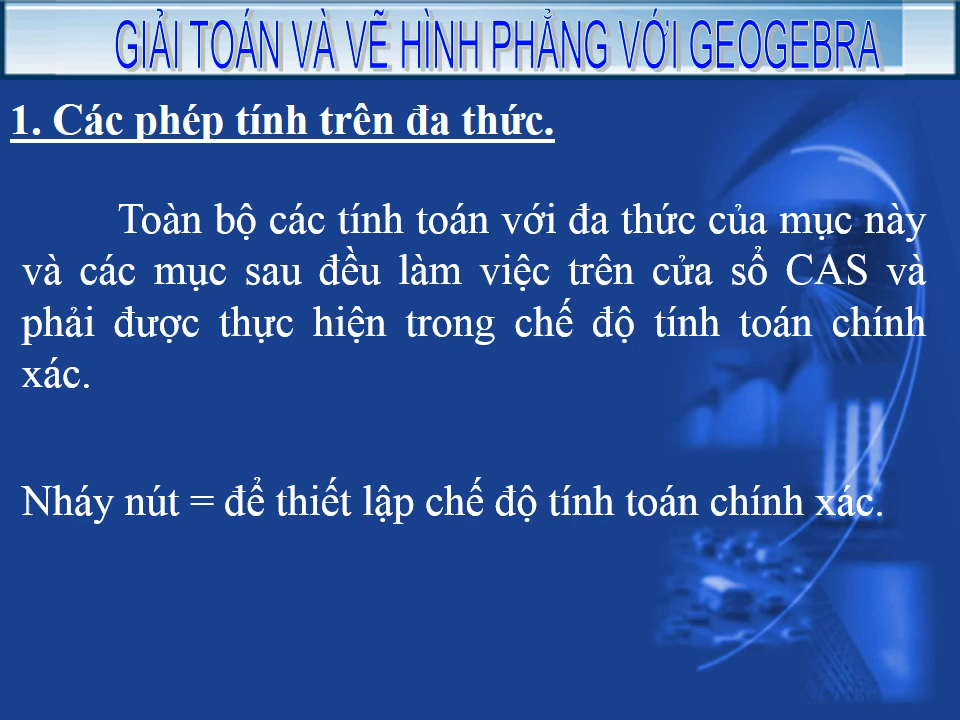 GIẢI TOÁN VÀ VẼ HÌNH PHẲNG VỚI GEOGEBRA
1. Các phép tính trên đa thức.
Toàn bộ các tính toán với đa thức của mục này
và các mục sau đều làm việc trên cửa sổ CAS và
phải được thực hiện trong chế độ tính toán chính
xác.
Nháy nút = để thiết lập chế độ tính toán chính xác.